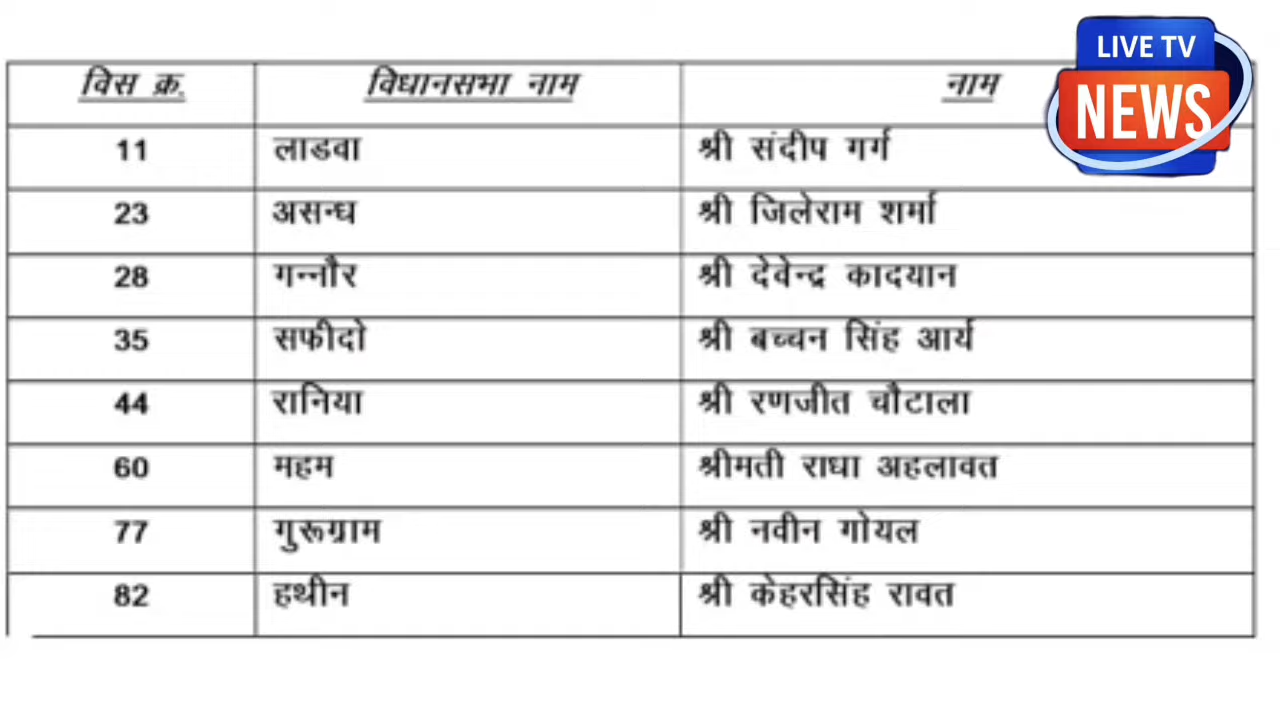 LIVE TV
NEWS
विस क्र. विधानसभा नाम नाम
11 लाडवा श्री संदीप गर्ग
23 असन्ध श्री जिलेराम शर्मा
28 गन्नौर श्री देवेन्द्र कादयान
35 सफीदो श्री बच्चन सिंह आर्य
44 रानिया श्री रणजीत चौटाला
60 महम श्रीमती राधा अहलावत
77 गुरूग्राम श्री नवीन गोयल
82 हथीन श्री केहरसिंह रावत